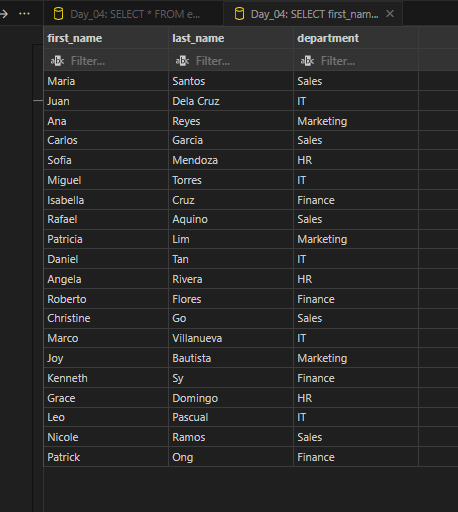 Day_04: SELECT * FROM e... Day_04: SELECT first_nam...
first_name last_name department
Filter... Filter... Filter...
Maria Santos Sales
Juan Dela Cruz IT
Ana Reyes Marketing
Carlos Garcia Sales
Sofia Mendoza HR
Miguel Torres IT
Isabella Cruz Finance
Rafael Aquino Sales
Patricia Lim Marketing
Daniel Tan IT
Angela Rivera HR
Roberto Flores Finance
Christine Go Sales
Marco Villanueva IT
Joy Bautista Marketing
Kenneth Sy Finance
Grace Domingo HR
Leo Pascual IT
Nicole Ramos Sales
Patrick Ong Finance